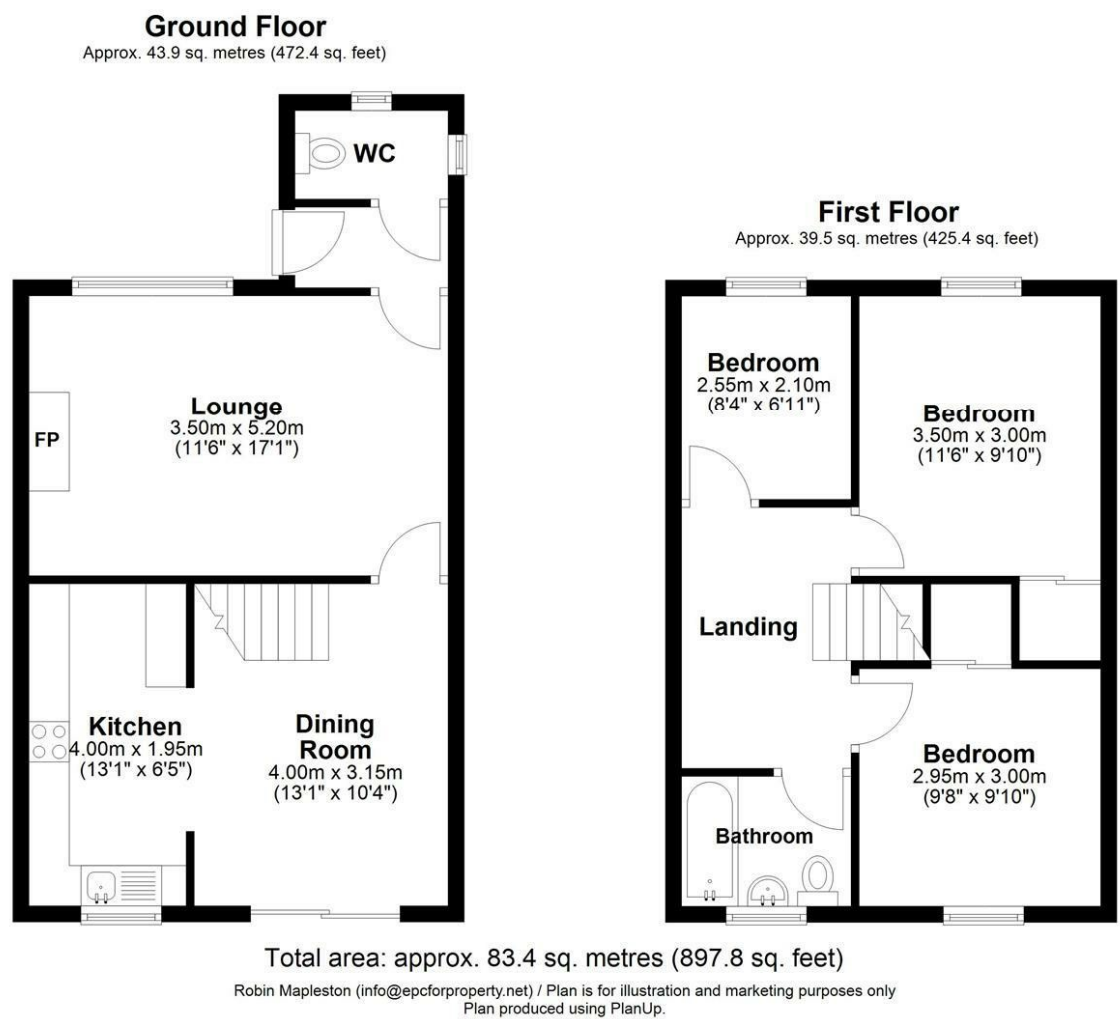 Ground Floor
Approx. 43.9 sq. metres (472.4 sq. feet)
WC
Lounge
3.50m x 5.20m
(11'6" x 17'1")
FP
Kitchen
4.00m x 1.95m
(13'1" x 6'5")
Dining
Room
4.00m x 3.15m
(13'1" x 10'4")
First Floor
Approx. 39.5 sq. metres (425.4 sq. feet)
Bedroom
2.55m x 2.10m
(8'4" x 6'11")
Bedroom
3.50m x 3.00m
(11'6" x 9'10")
Landing
Bedroom
2.95m x 3.00m
(9'8" x 9'10")
Bathroom
Total area: approx. 83.4 sq. metres (897.8 sq. feet)
Robin Mapleston (info@epcforproperty.net) / Plan is for illustration and marketing purposes only
Plan produced using PlanUp.